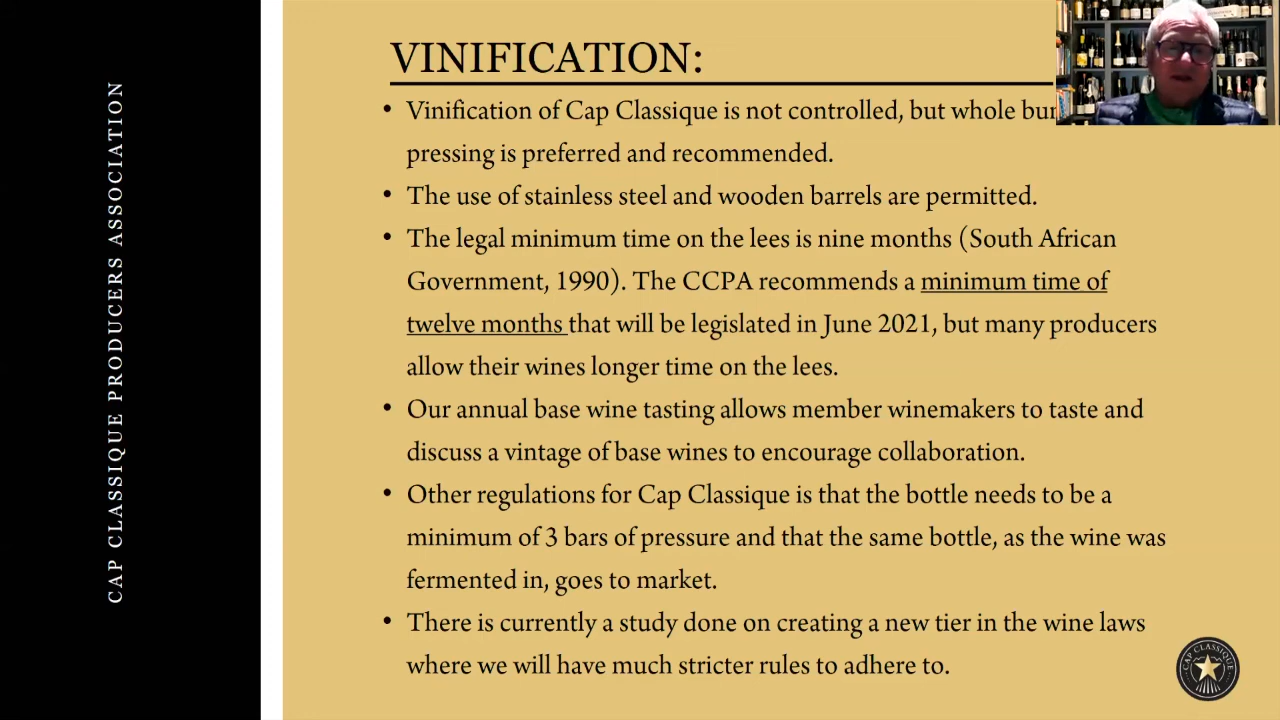 CAP CLASSIQUE PRODUCERS ASSOCIATION
VINIFICATION:
• Vinification of Cap Classique is not controlled, but whole
pressing is preferred and recommended.
• The use of stainless steel and wooden barrels are permitted.
• The legal minimum time on the lees is nine months (South African
Government, 1990). The CCPA recommends a minimum time of
twelve months that will be legislated in June 2021, but many producers
allow their wines longer time on the lees.
• Our annual base wine tasting allows member winemakers to taste and
discuss a vintage of base wines to encourage collaboration.
• Other regulations for Cap Classique is that the bottle needs to be a
minimum of 3 bars of pressure and that the same bottle, as the wine was
fermented in, goes to market.
• There is currently a study done on creating a new tier in the wine laws
where we will have much stricter rules to adhere to.
CAP CLASSIQUE